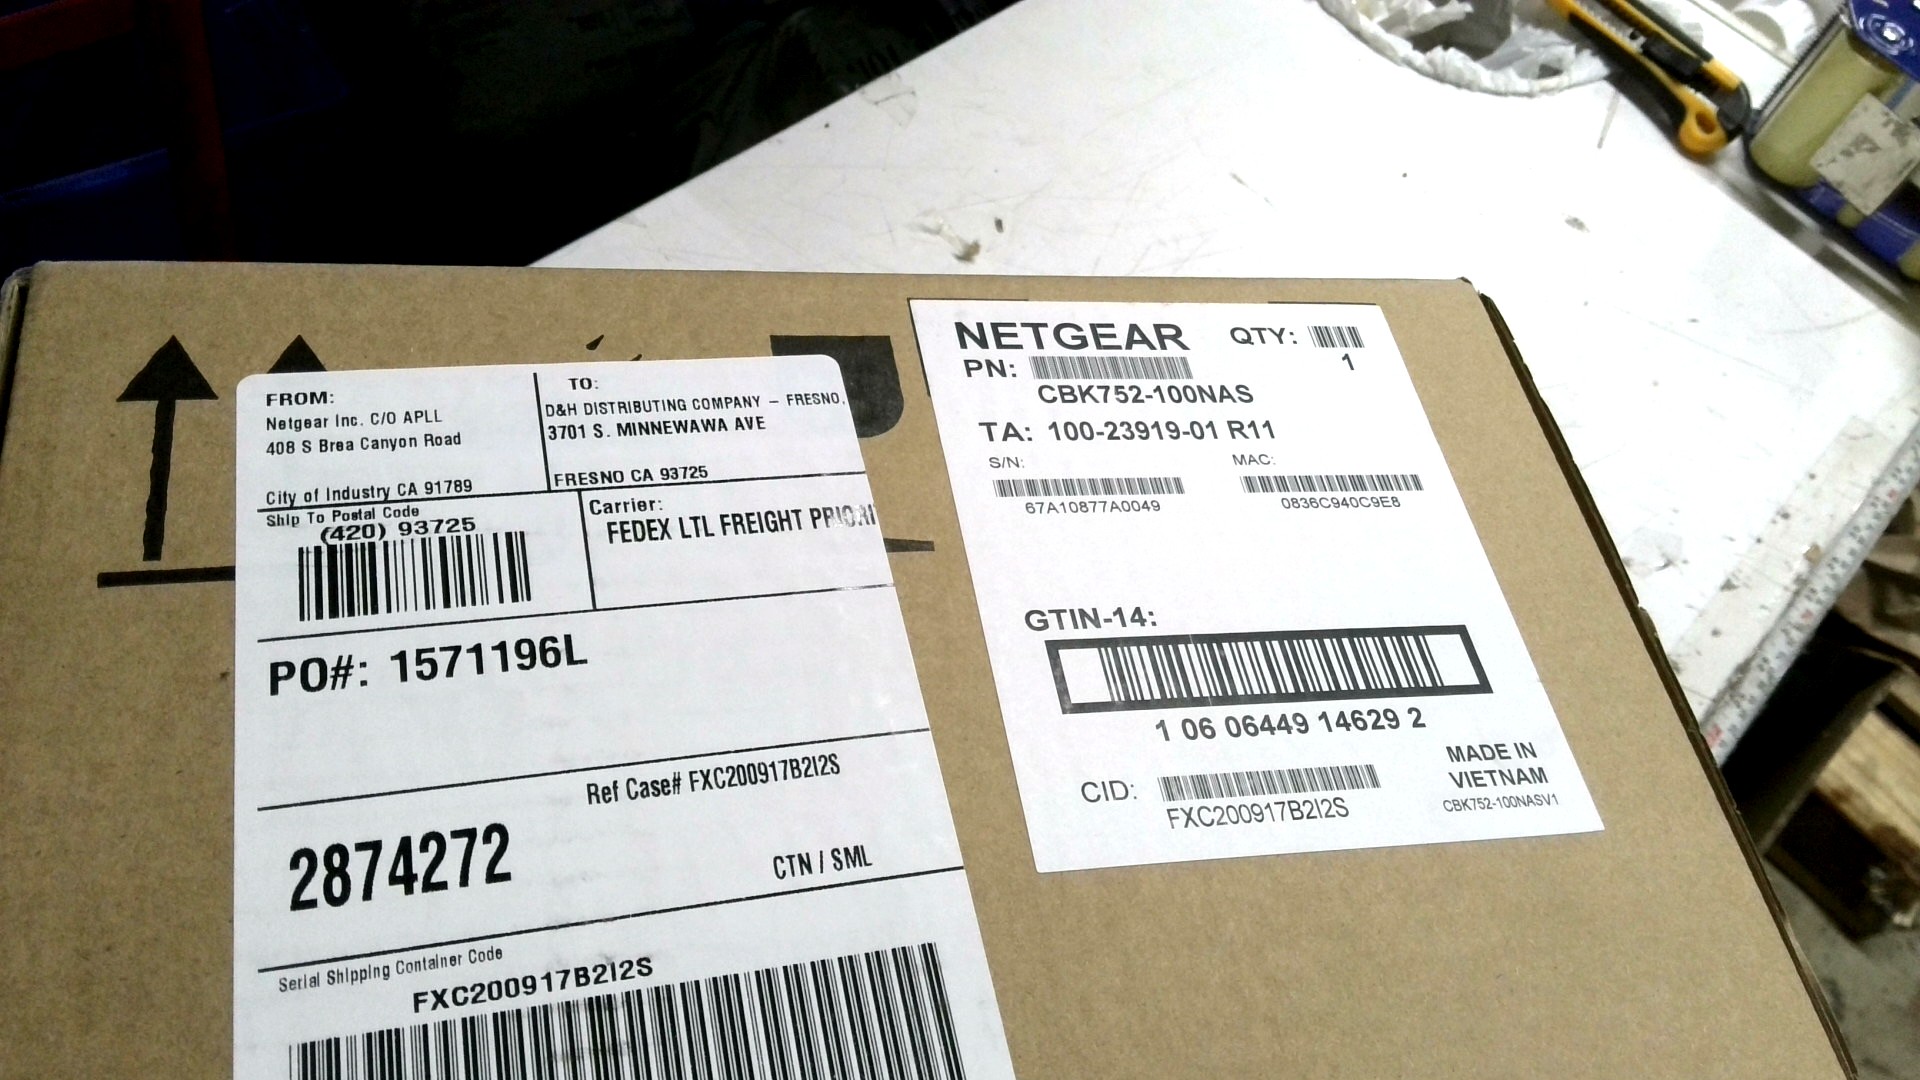 FROM:
Netgear Inc. C/O APLL
408 S Brea Canyon Road
City of Industry CA 91789
TO:
D&H DISTRIBUTING COMPANY – FRESNO,
3701 S. MINNEWAWA AVE
FRESNO CA 93725
Ship To Postal Code
(420) 93725
Carrier:
FEDEX LTL FREIGHT
PO#: 1571196L
Ref Case# FXC200917B2I2S
2874272
CTN / SML
Serial Shipping Container Code
FXC200917B2I2S
NETGEAR
QTY:
1
PN:
CBK752-100NAS
TA: 100-23919-01 R11
S/N:
67A10877A0049
MAC:
0836C940C9E8
GTIN-14:
1 06 06449 14629 2
CID:
FXC200917B2I2S
MADE IN
VIETNAM
CBK752-100NASV1